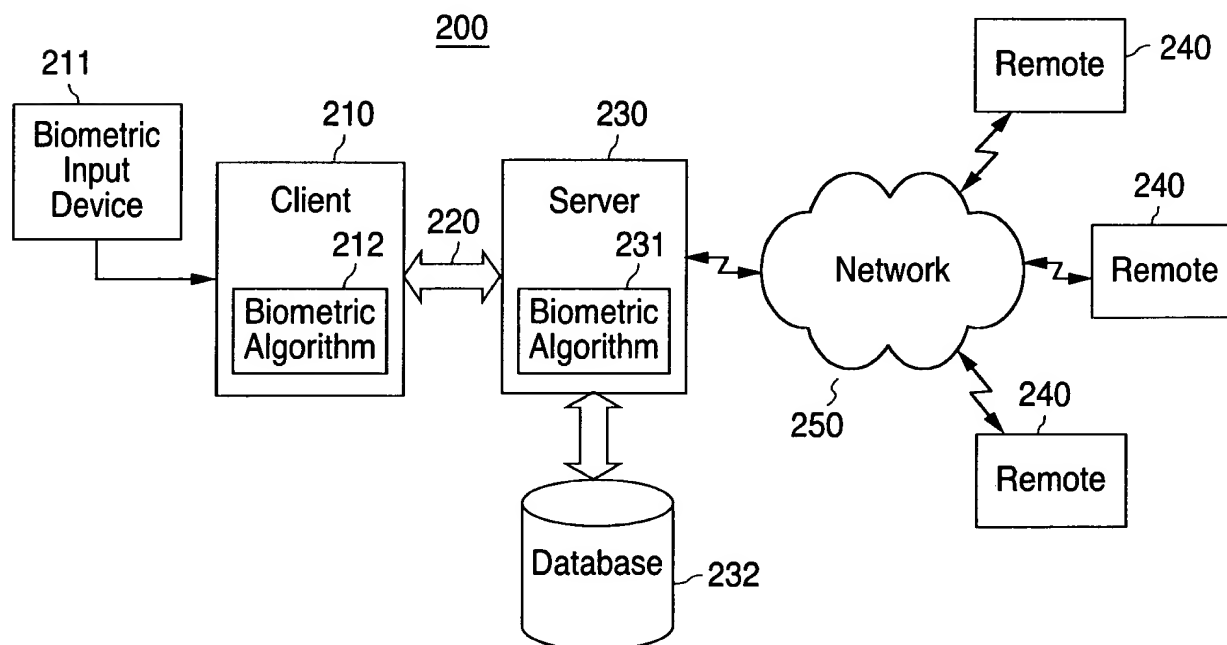 200
211
Biometric
Input
Device
210
Client
212
Biometric
Algorithm
220
230
Server
231
Biometric
Algorithm
Database
232
Network
250
Remote
240
240
Remote
240
Remote